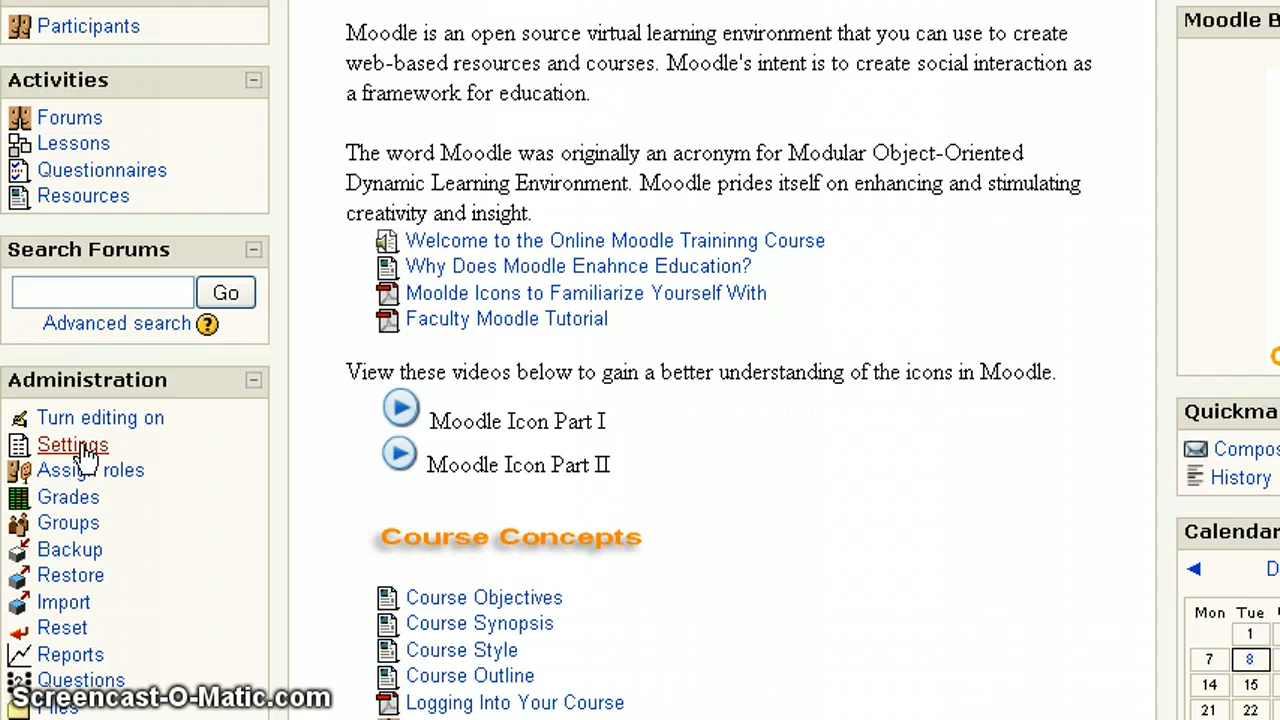 Participants
Activities
Forums
Lessons
Questionnaires
Resources
Search Forums
Go
Advanced search ?
Administration
Turn editing on
Settings
Assign roles
Grades
Groups
Backup
Restore
Import
Reset
Reports
Questions
Files
Screencast-O-Matic.com
Moodle is an open source virtual learning environment that you can use to create
web-based resources and courses. Moodle's intent is to create social interaction as
a framework for education.
The word Moodle was originally an acronym for Modular Object-Oriented
Dynamic Learning Environment. Moodle prides itself on enhancing and stimulating
creativity and insight.
Welcome to the Online Moodle Traininng Course
Why Does Moodle Enahnce Education?
Moolde Icons to Familiarize Yourself With
Faculty Moodle Tutorial
View these videos below to gain a better understanding of the icons in Moodle.
Moodle Icon Part I
Moodle Icon Part II
Course Concepts
Course Objectives
Course Synopsis
Course Style
Course Outline
Logging Into Your Course
Moodle B
Quickma
Compos
History
Calendar
D
Mon Tue
1
7 8
14 15
21 22